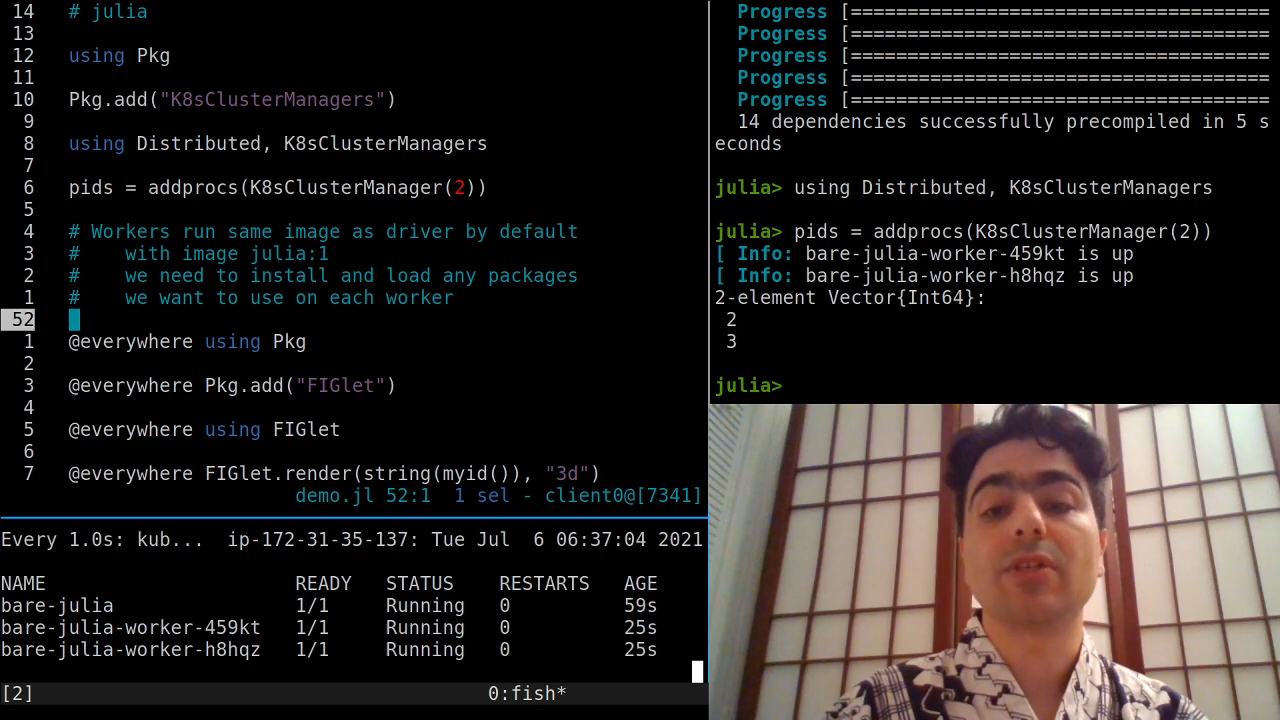 14 # julia
13
12 using Pkg
11
10 Pkg.add("K8sClusterManagers")
9
8 using Distributed, K8sClusterManagers
7
6 pids = addprocs(K8sClusterManager(2))
5
4 # Workers run same image as driver by default
3 #    with image julia:1
2 #    we need to install and load any packages
1 #    we want to use on each worker
52
1 @everywhere using Pkg
2
3 @everywhere Pkg.add("FIGlet")
4
5 @everywhere using FIGlet
6
7 @everywhere FIGlet.render(string(myid()), "3d")
demo.jl 52:1  1 sel - client0@[7341]
Every 1.0s: kub...  ip-172-31-35-137: Tue Jul  6 06:37:04 2021
NAME READY STATUS RESTARTS AGE
bare-julia 1/1 Running 0 59s
bare-julia-worker-459kt 1/1 Running 0 25s
bare-julia-worker-h8hqz 1/1 Running 0 25s
[2] 0:fish*
Progress [=====================================
Progress [=====================================
Progress [=====================================
Progress [=====================================
Progress [=====================================
14 dependencies successfully precompiled in 5 s
econds
julia> using Distributed, K8sClusterManagers
julia> pids = addprocs(K8sClusterManager(2))
[ Info: bare-julia-worker-459kt is up
[ Info: bare-julia-worker-h8hqz is up
2-element Vector{Int64}:
2
3
julia>